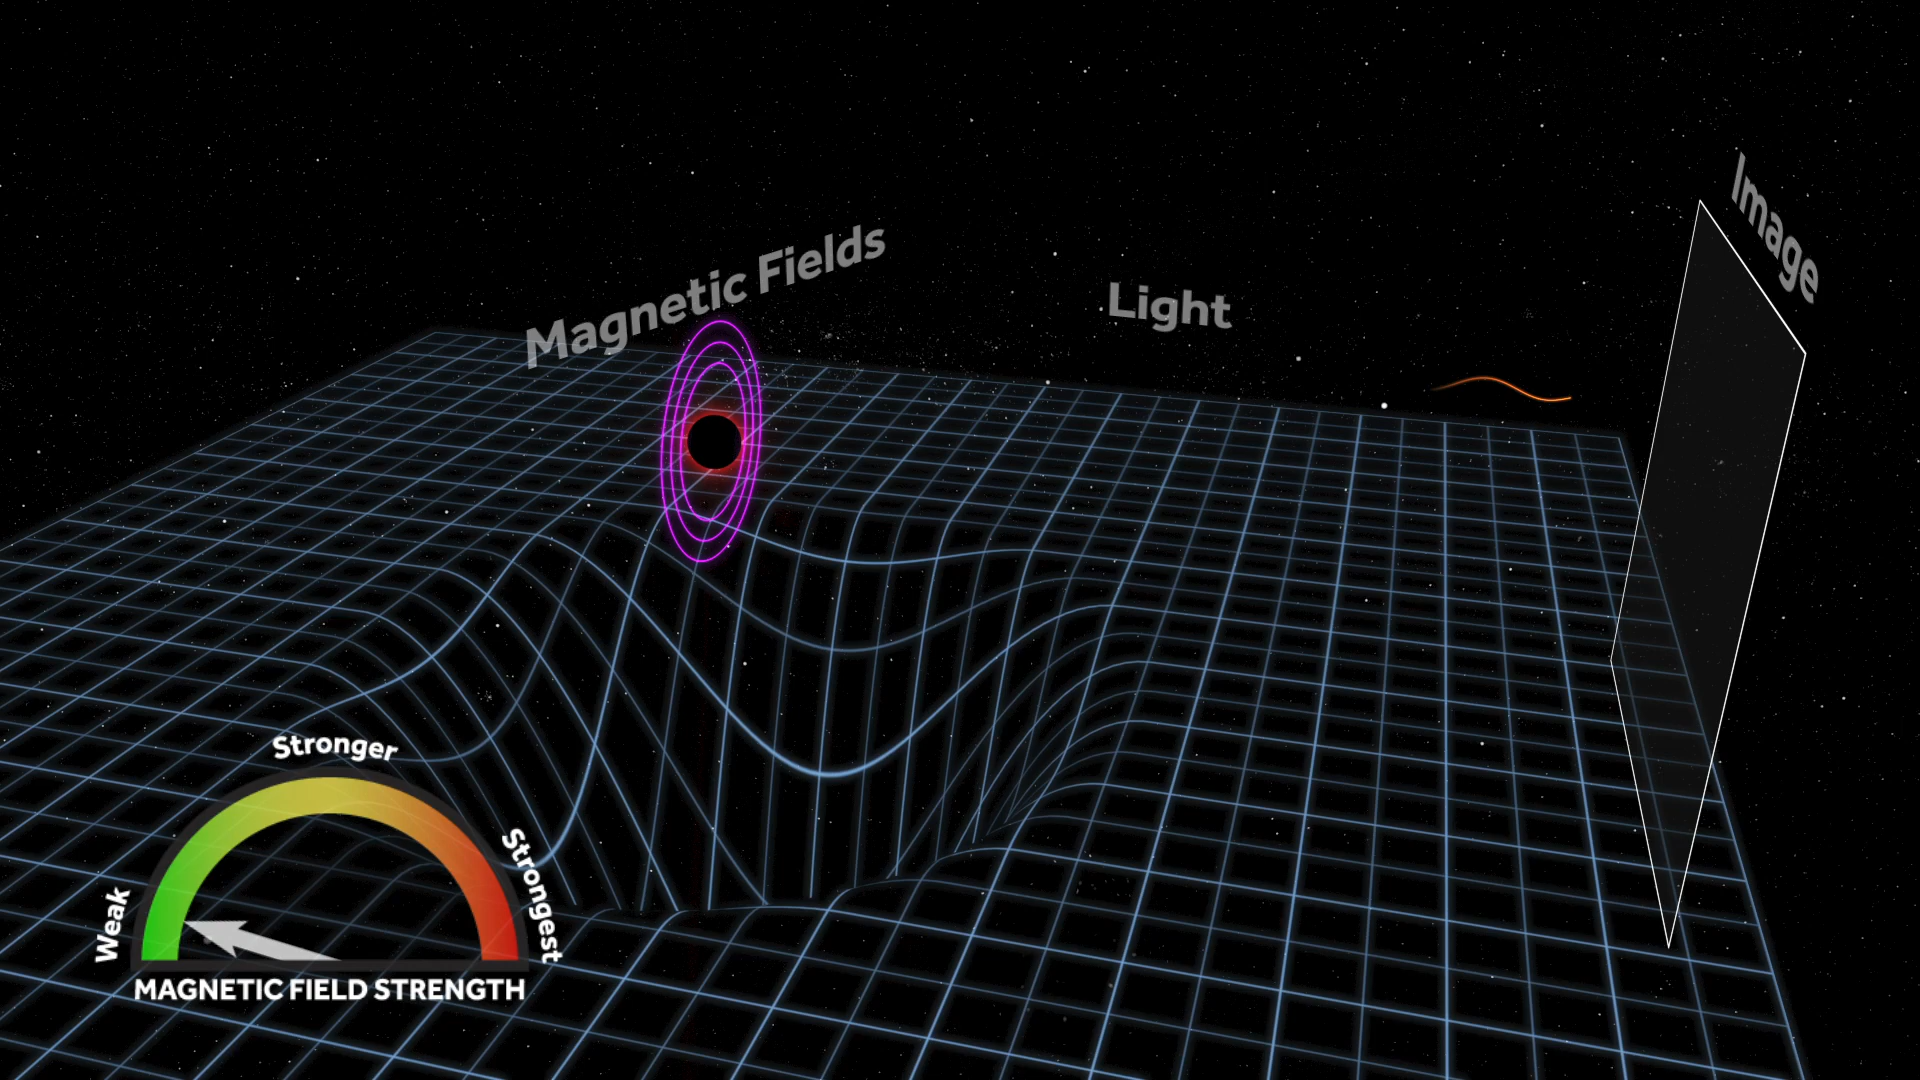 Image
Magnetic Fields
Light
Stronger
Weak
Strongest
MAGNETIC FIELD STRENGTH